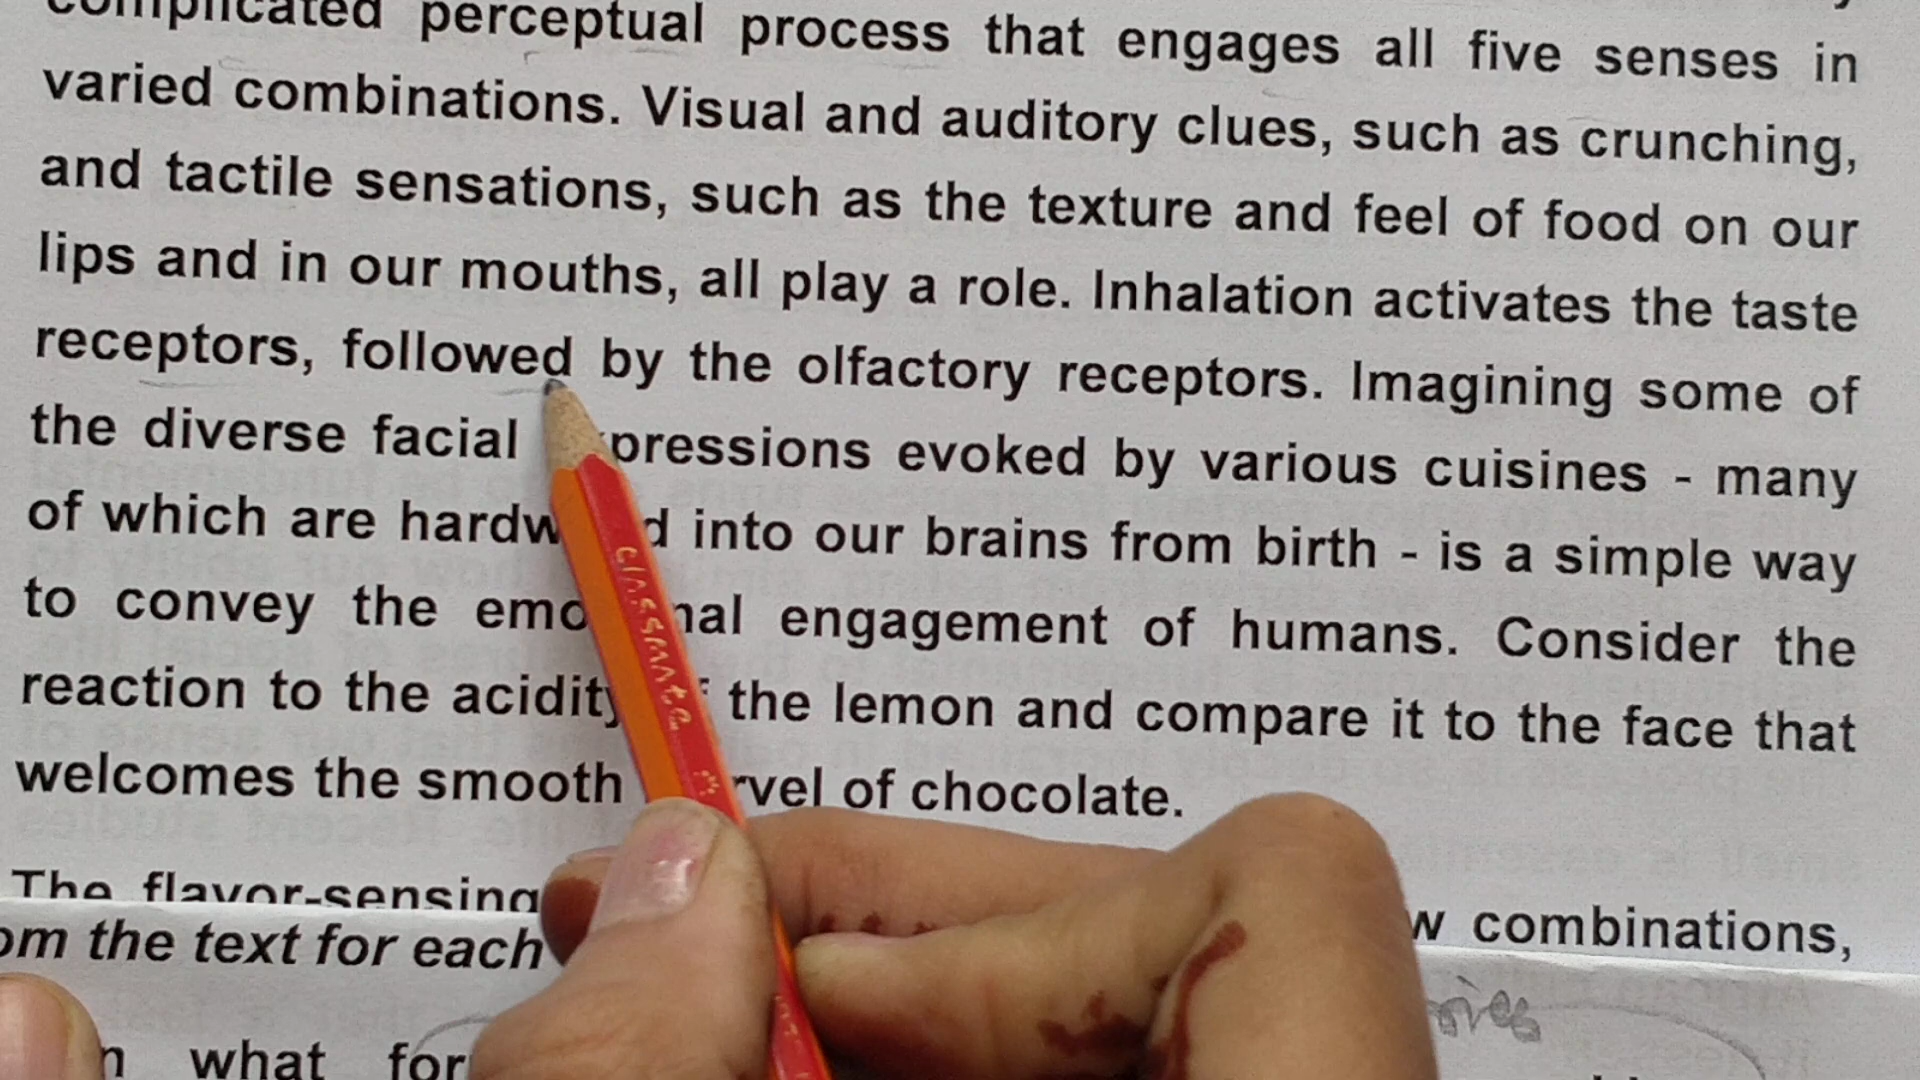 complicated perceptual process that engages all five senses in
varied combinations. Visual and auditory clues, such as crunching,
and tactile sensations, such as the texture and feel of food on our
lips and in our mouths, all play a role. Inhalation activates the taste
receptors, followed by the olfactory receptors. Imagining some of
the diverse facial pressions evoked by various cuisines - many
of which are hardw d into our brains from birth - is a simple way
to convey the emo nal engagement of humans. Consider the
reaction to the acidity the lemon and compare it to the face that
welcomes the smooth rvel of chocolate.
The flavor-sensing w combinations,
om the text for each
what for
CLASSMATE